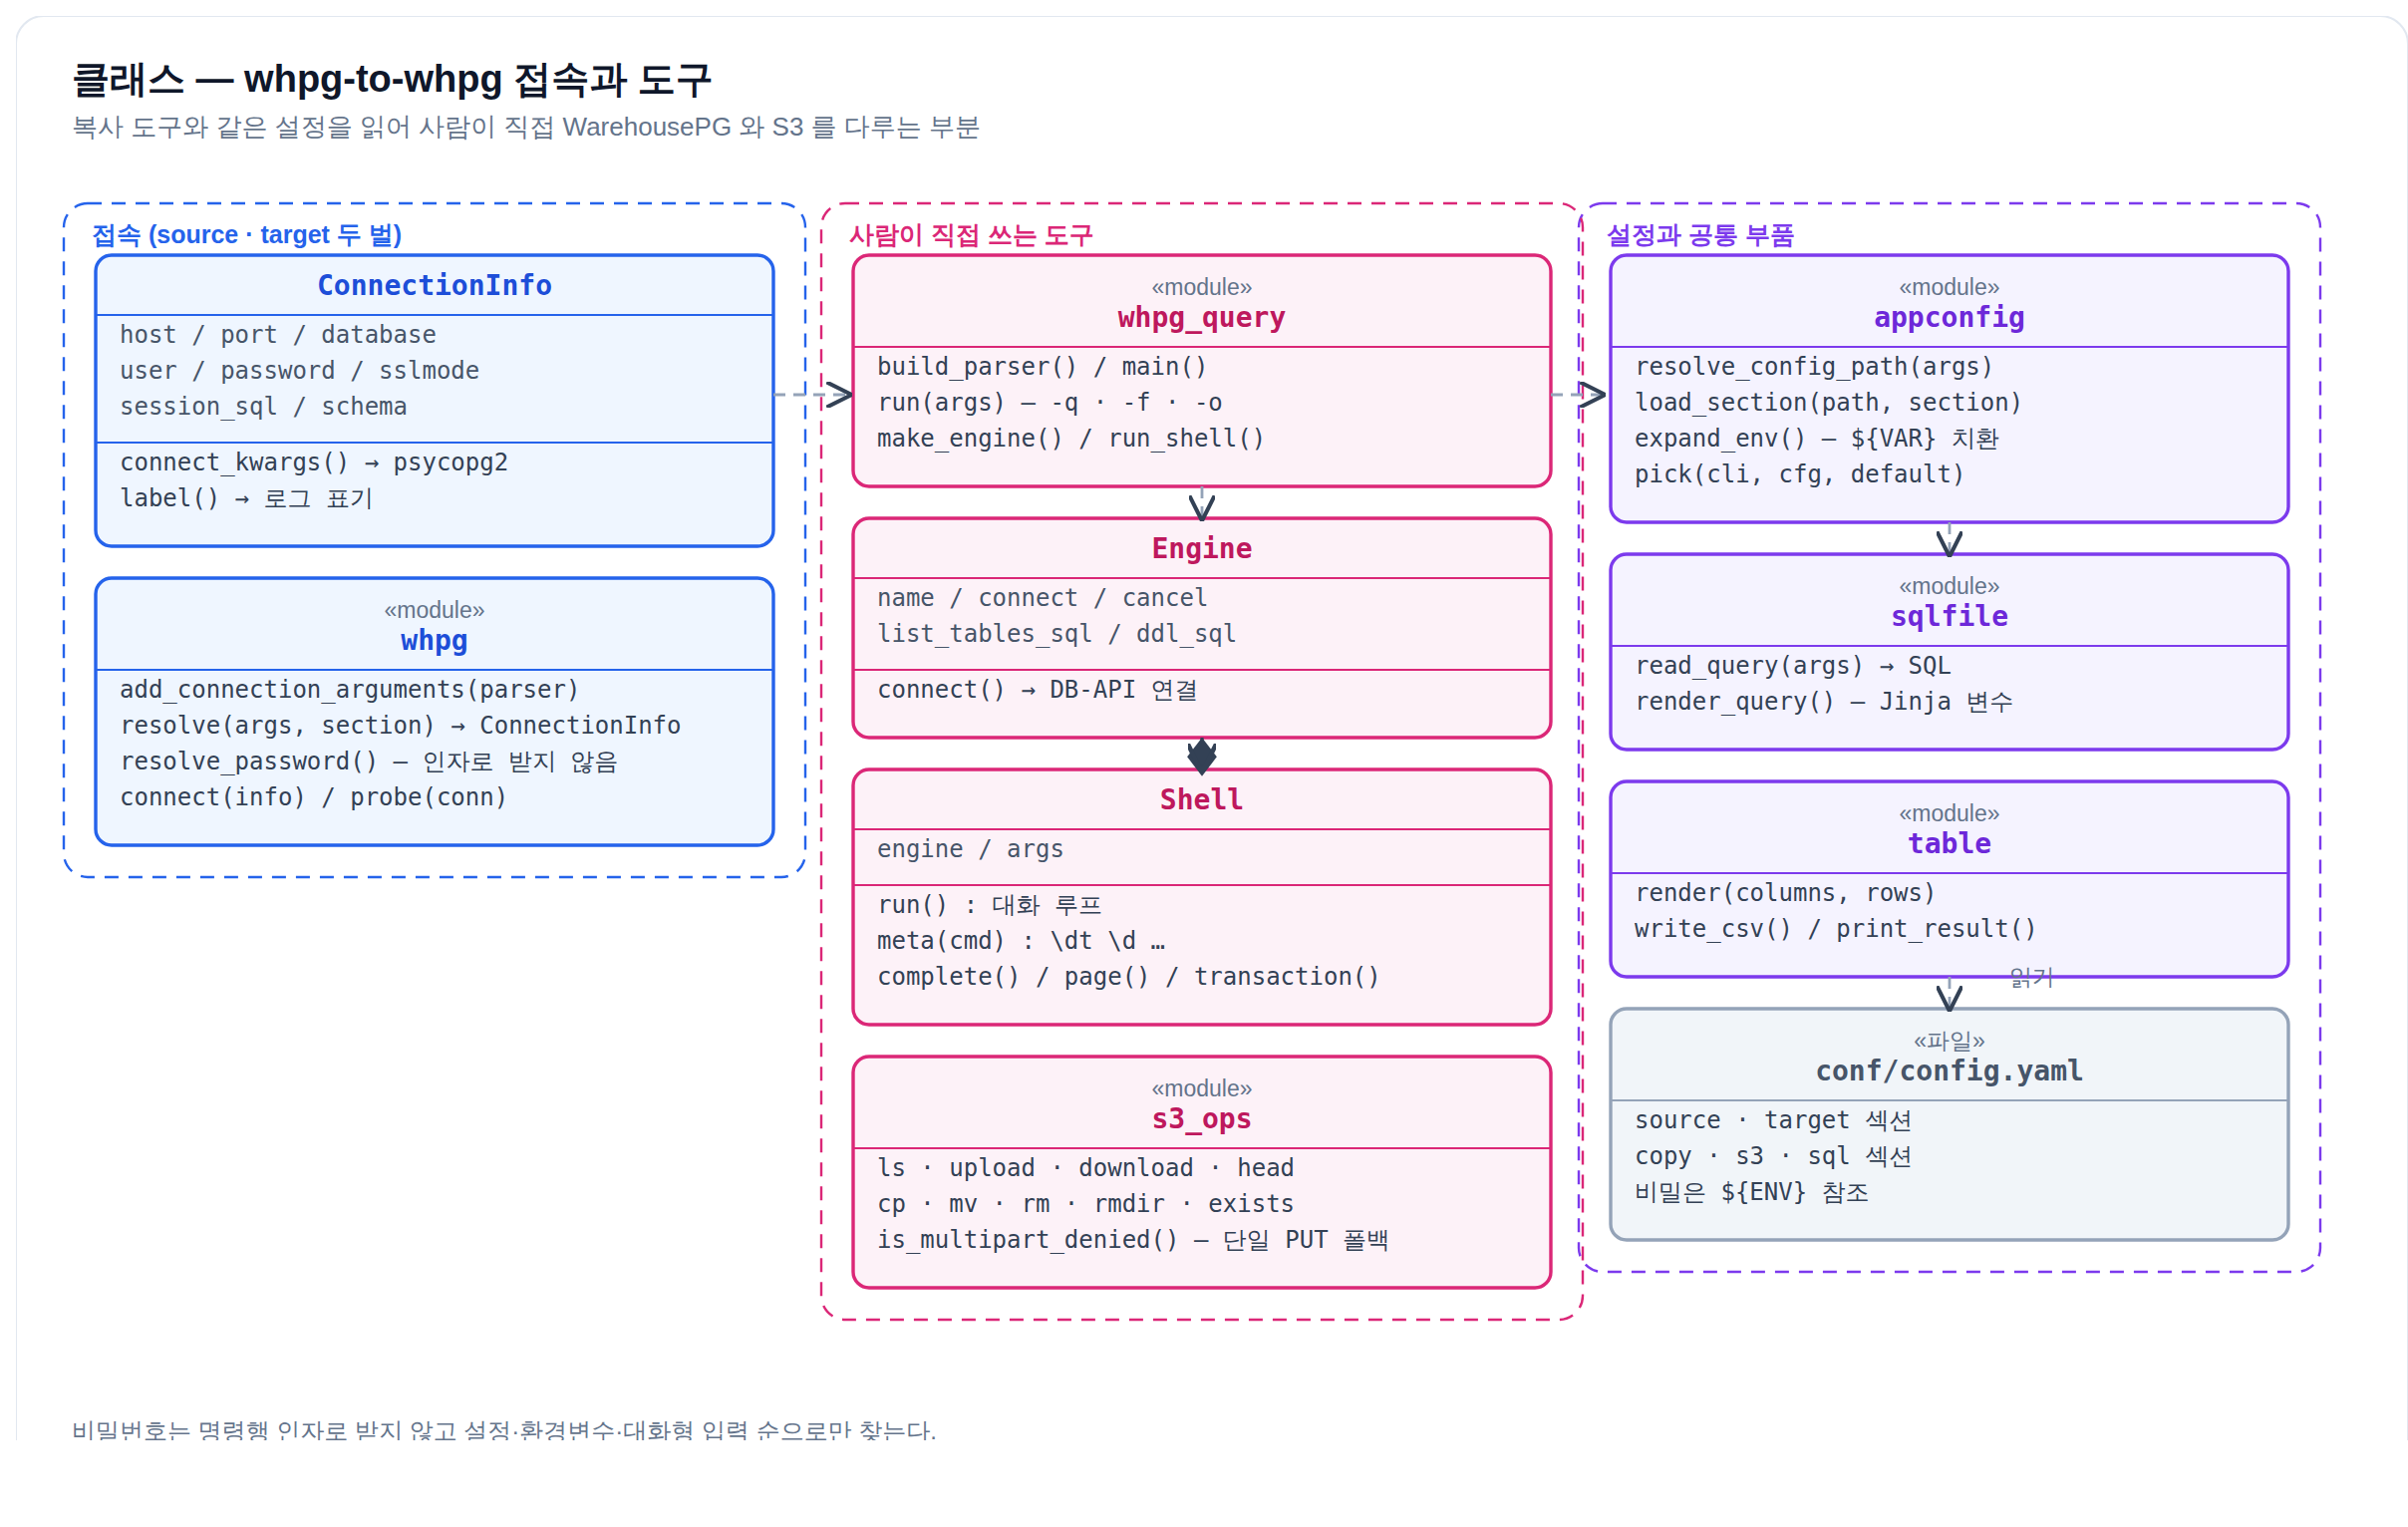 클래스 — whpg-to-whpg 접속과 도구
복사 도구와 같은 설정을 읽어 사람이 직접 WarehousePG 와 S3 를 다루는 부분
접속 (source · target 두 벌)
ConnectionInfo
host / port / database
user / password / sslmode
session_sql / schema
connect_kwargs() → psycopg2
label() → 로그 표기
«module»
whpg
add_connection_arguments(parser)
resolve(args, section) → ConnectionInfo
resolve_password() — 인자로 받지 않음
connect(info) / probe(conn)
사람이 직접 쓰는 도구
«module»
whpg_query
build_parser() / main()
run(args) — -q · -f · -o
make_engine() / run_shell()
Engine
name / connect / cancel
list_tables_sql / ddl_sql
connect() → DB-API 연결
Shell
engine / args
run() : 대화 루프
meta(cmd) : \dt \d …
complete() / page() / transaction()
«module»
s3_ops
ls · upload · download · head
cp · mv · rm · rmdir · exists
is_multipart_denied() — 단일 PUT 폴백
설정과 공통 부품
«module»
appconfig
resolve_config_path(args)
load_section(path, section)
expand_env() — ${VAR} 치환
pick(cli, cfg, default)
«module»
sqlfile
read_query(args) → SQL
render_query() — Jinja 변수
«module»
table
render(columns, rows)
write_csv() / print_result()
읽기
«파일»
conf/config.yaml
source · target 섹션
copy · s3 · sql 섹션
비밀은 ${ENV} 참조
비밀번호는 명령행 인자로 받지 않고 설정·환경변수·대화형 입력 순으로만 찾는다.